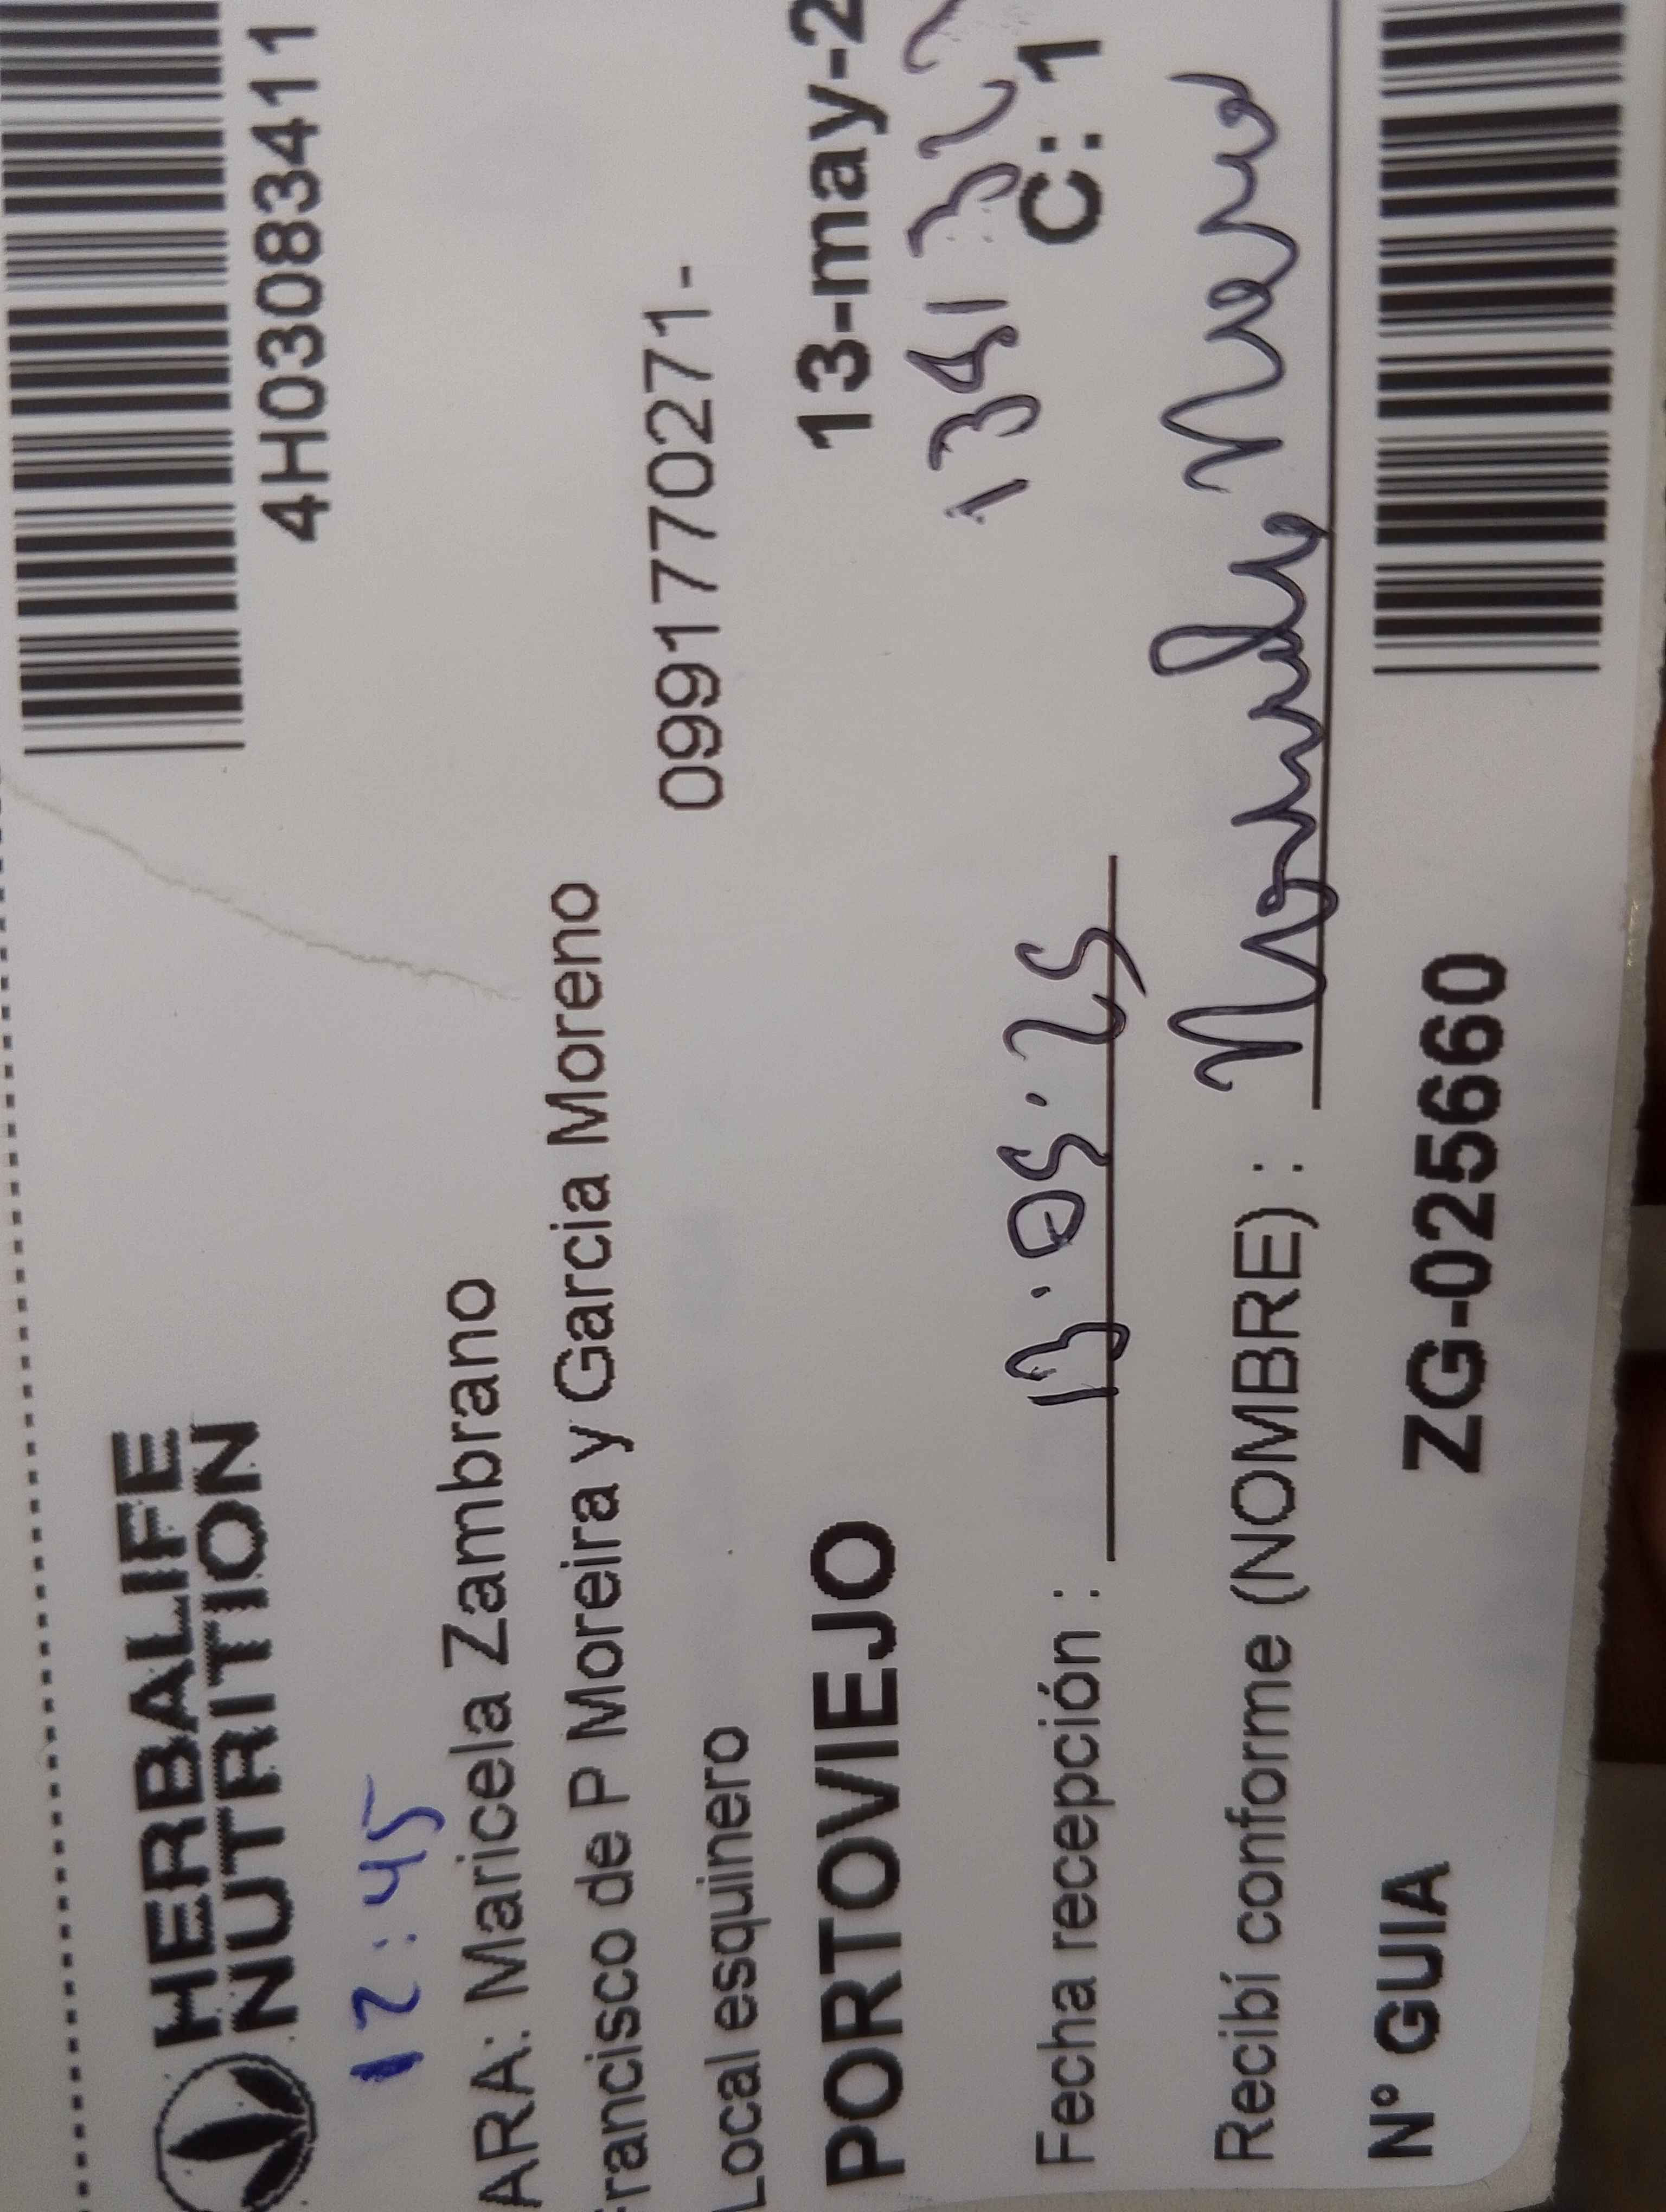 HERBALIFE
NUTRITION
4H03083411
12:45
ARA: Maricela Zambrano
Francisco de P Moreira y Garcia Moreno
Local esquinero
0991770271-
PORTOVIEJO
13-may-2
Fecha recepción : 13.05.25
C: 1
Recibí conforme (NOMBRE) :
N° GUIA ZG-025660